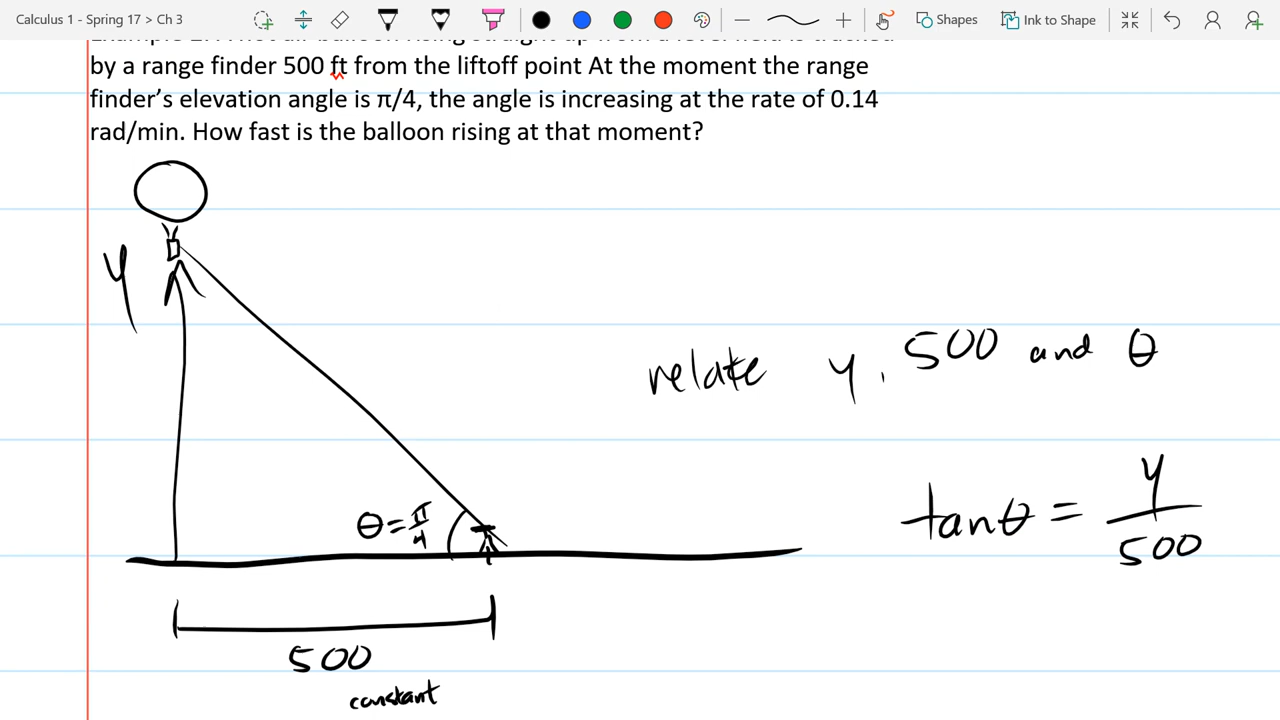 Calculus 1 - Spring 17 > Ch 3
Shapes
Ink to Shape
by a range finder 500 ft from the liftoff point At the moment the range
finder’s elevation angle is π/4, the angle is increasing at the rate of 0.14
rad/min. How fast is the balloon rising at that moment?
y
relate y, 500 and θ
θ = π/4
tanθ = y/500
500
constant